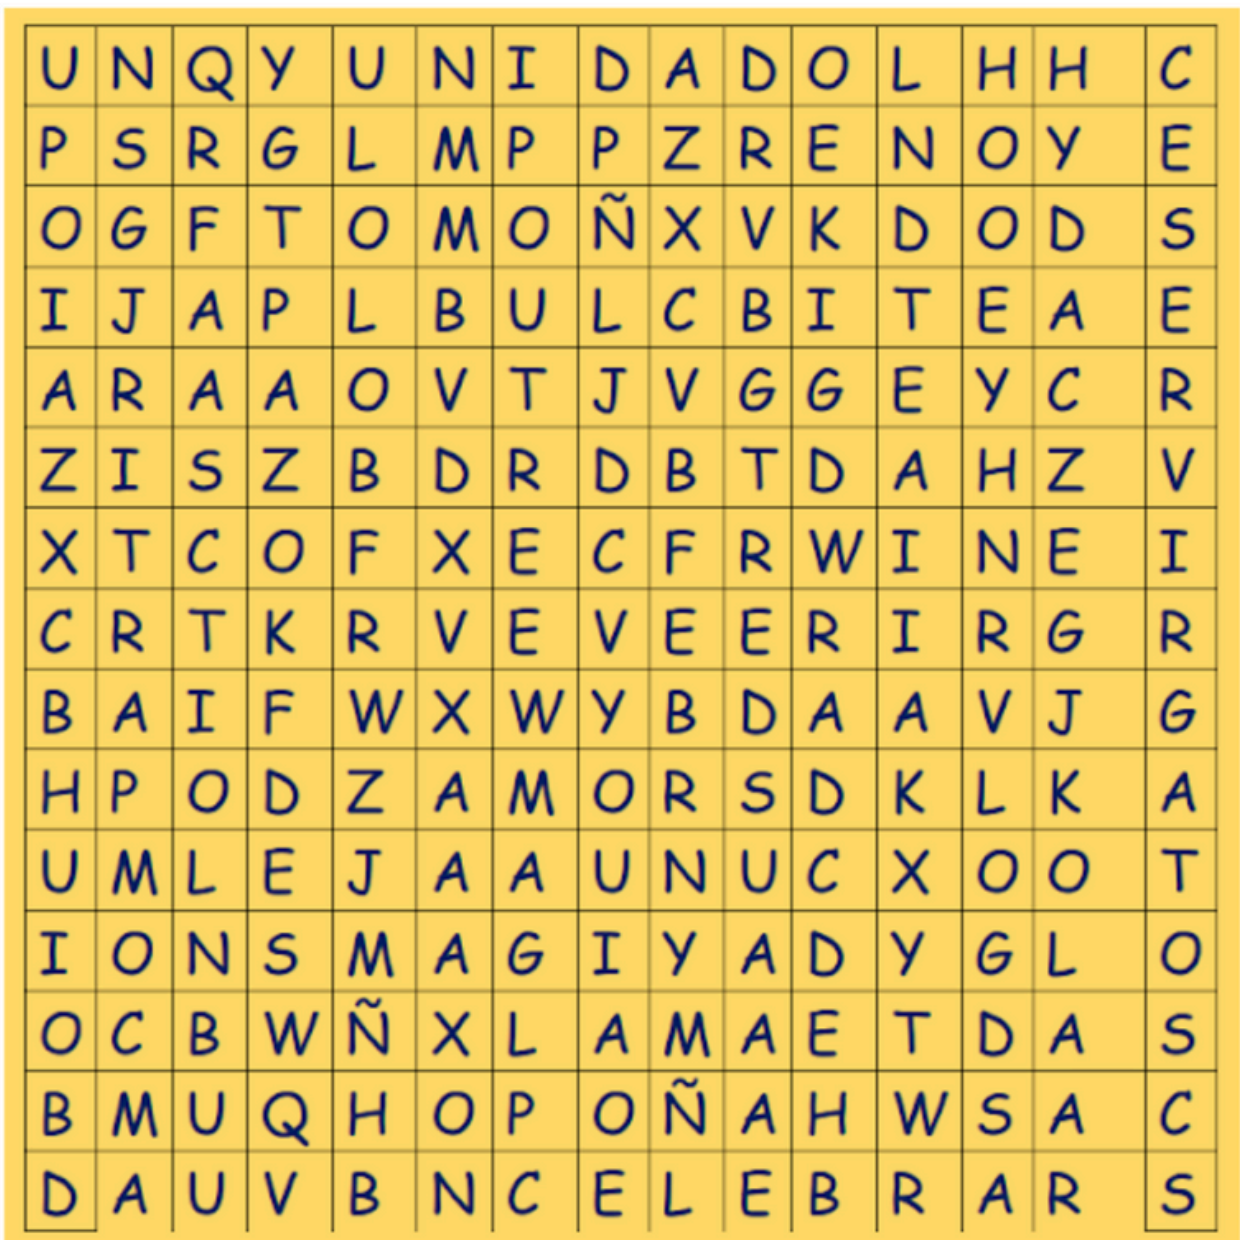 U N Q Y U N I D A D O L H H C
P S R G L M P P Z R E N O Y E
O G F T O M O Ñ X V K D O D S
I J A P L B U L C B I T E A E
A R A A O V T J V G G E Y C R
Z I S Z B D R D B T D A H Z V
X T C O F X E C F R W I N E I
C R T K R V E V E E R I R G R
B A I F W X W Y B D A A V J G
H P O D Z A M O R S D K L K A
U M L E J A A U N U C X O O T
I O N S M A G I Y A D Y G L O
O C B W Ñ X L A M A E T D A S
B M U Q H O P O Ñ A H W S A C
D A U V B N C E L E B R A R S